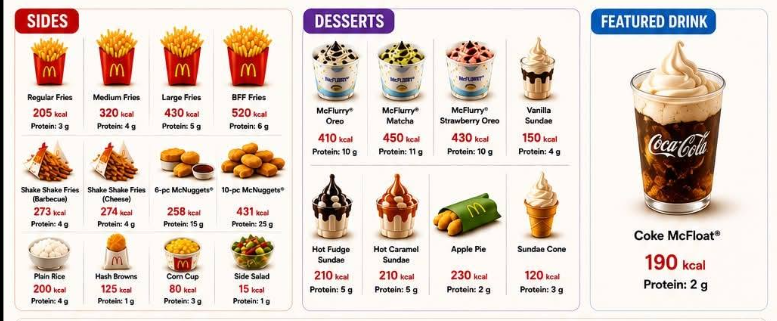 SIDES
Regular Fries
205 kcal
Protein: 3 g
Medium Fries
320 kcal
Protein: 4 g
Large Fries
430 kcal
Protein: 5 g
BFF Fries
520 kcal
Protein: 6 g
Shake Shake Fries
(Barbecue)
273 kcal
Protein: 4 g
Shake Shake Fries
(Cheese)
274 kcal
Protein: 4 g
6-pc McNuggets®
258 kcal
Protein: 15 g
10-pc McNuggets®
431 kcal
Protein: 25 g
Plain Rice
200 kcal
Protein: 4 g
Hash Browns
125 kcal
Protein: 1 g
Corn Cup
80 kcal
Protein: 3 g
Side Salad
15 kcal
Protein: 1 g
DESSERTS
McFLURRY
McFlurry®
Oreo
410 kcal
Protein: 10 g
McFLURRY
McFlurry®
Matcha
450 kcal
Protein: 11 g
McFLURRY
McFlurry®
Strawberry Oreo
430 kcal
Protein: 10 g
Vanilla
Sundae
150 kcal
Protein: 4 g
Hot Fudge
Sundae
210 kcal
Protein: 5 g
Hot Caramel
Sundae
210 kcal
Protein: 5 g
Apple Pie
230 kcal
Protein: 2 g
Sundae Cone
120 kcal
Protein: 3 g
FEATURED DRINK
Coca-Cola
Coke McFloat®
190 kcal
Protein: 2 g